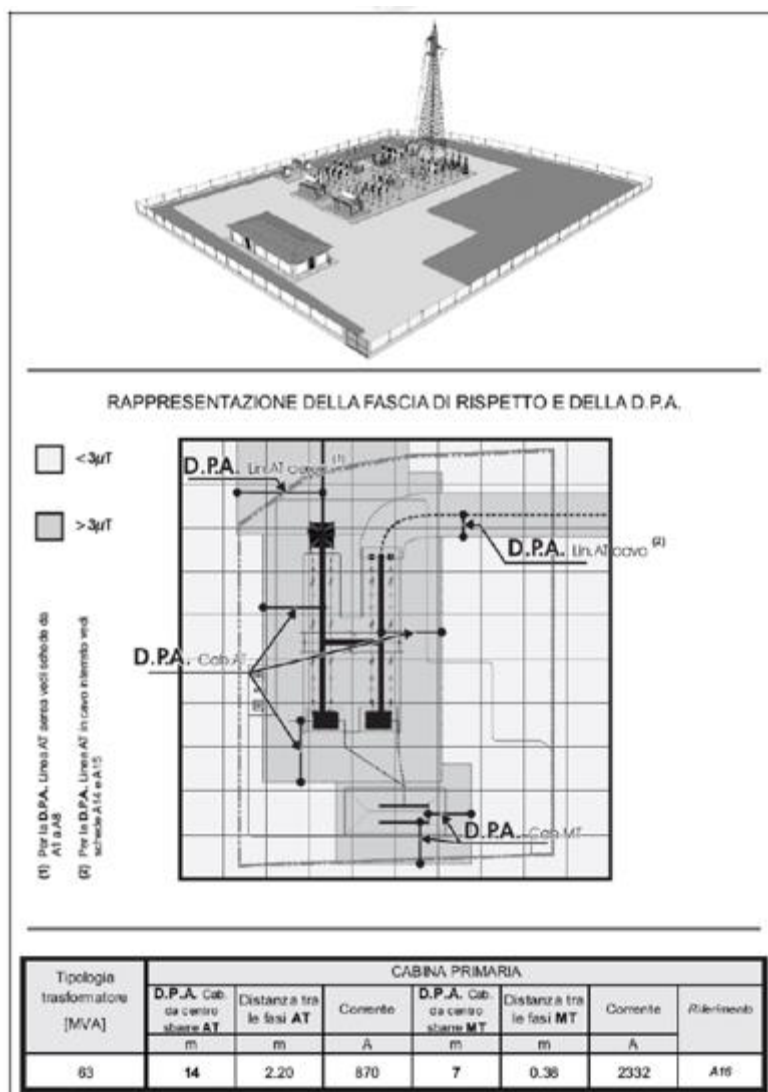 RAPPRESENTAZIONE DELLA FASCIA DI RISPETTO E DELLA D.P.A.
<3µT
>3µT
D.P.A. Lin. AT aerea (1)
D.P.A. Lin. AT cavo (2)
D.P.A. Cab. AT
D.P.A. Cab. MT
(1) Per la D.P.A. Linea AT aerea vedi schede da
A1 a A8
(2) Per la D.P.A. Linea AT in cavo interrato vedi
schede A14 e A15
CABINA PRIMARIA
Tipologia
trasformatore
[MVA]
D.P.A. Cab.
da centro
sbarre AT
Distanza tra
le fasi AT
Corrente
D.P.A. Cab.
da centro
sbarre MT
Distanza tra
le fasi MT
Corrente
Riferimento
m m A m m A
63 14 2.20 870 7 0.36 2332 A16